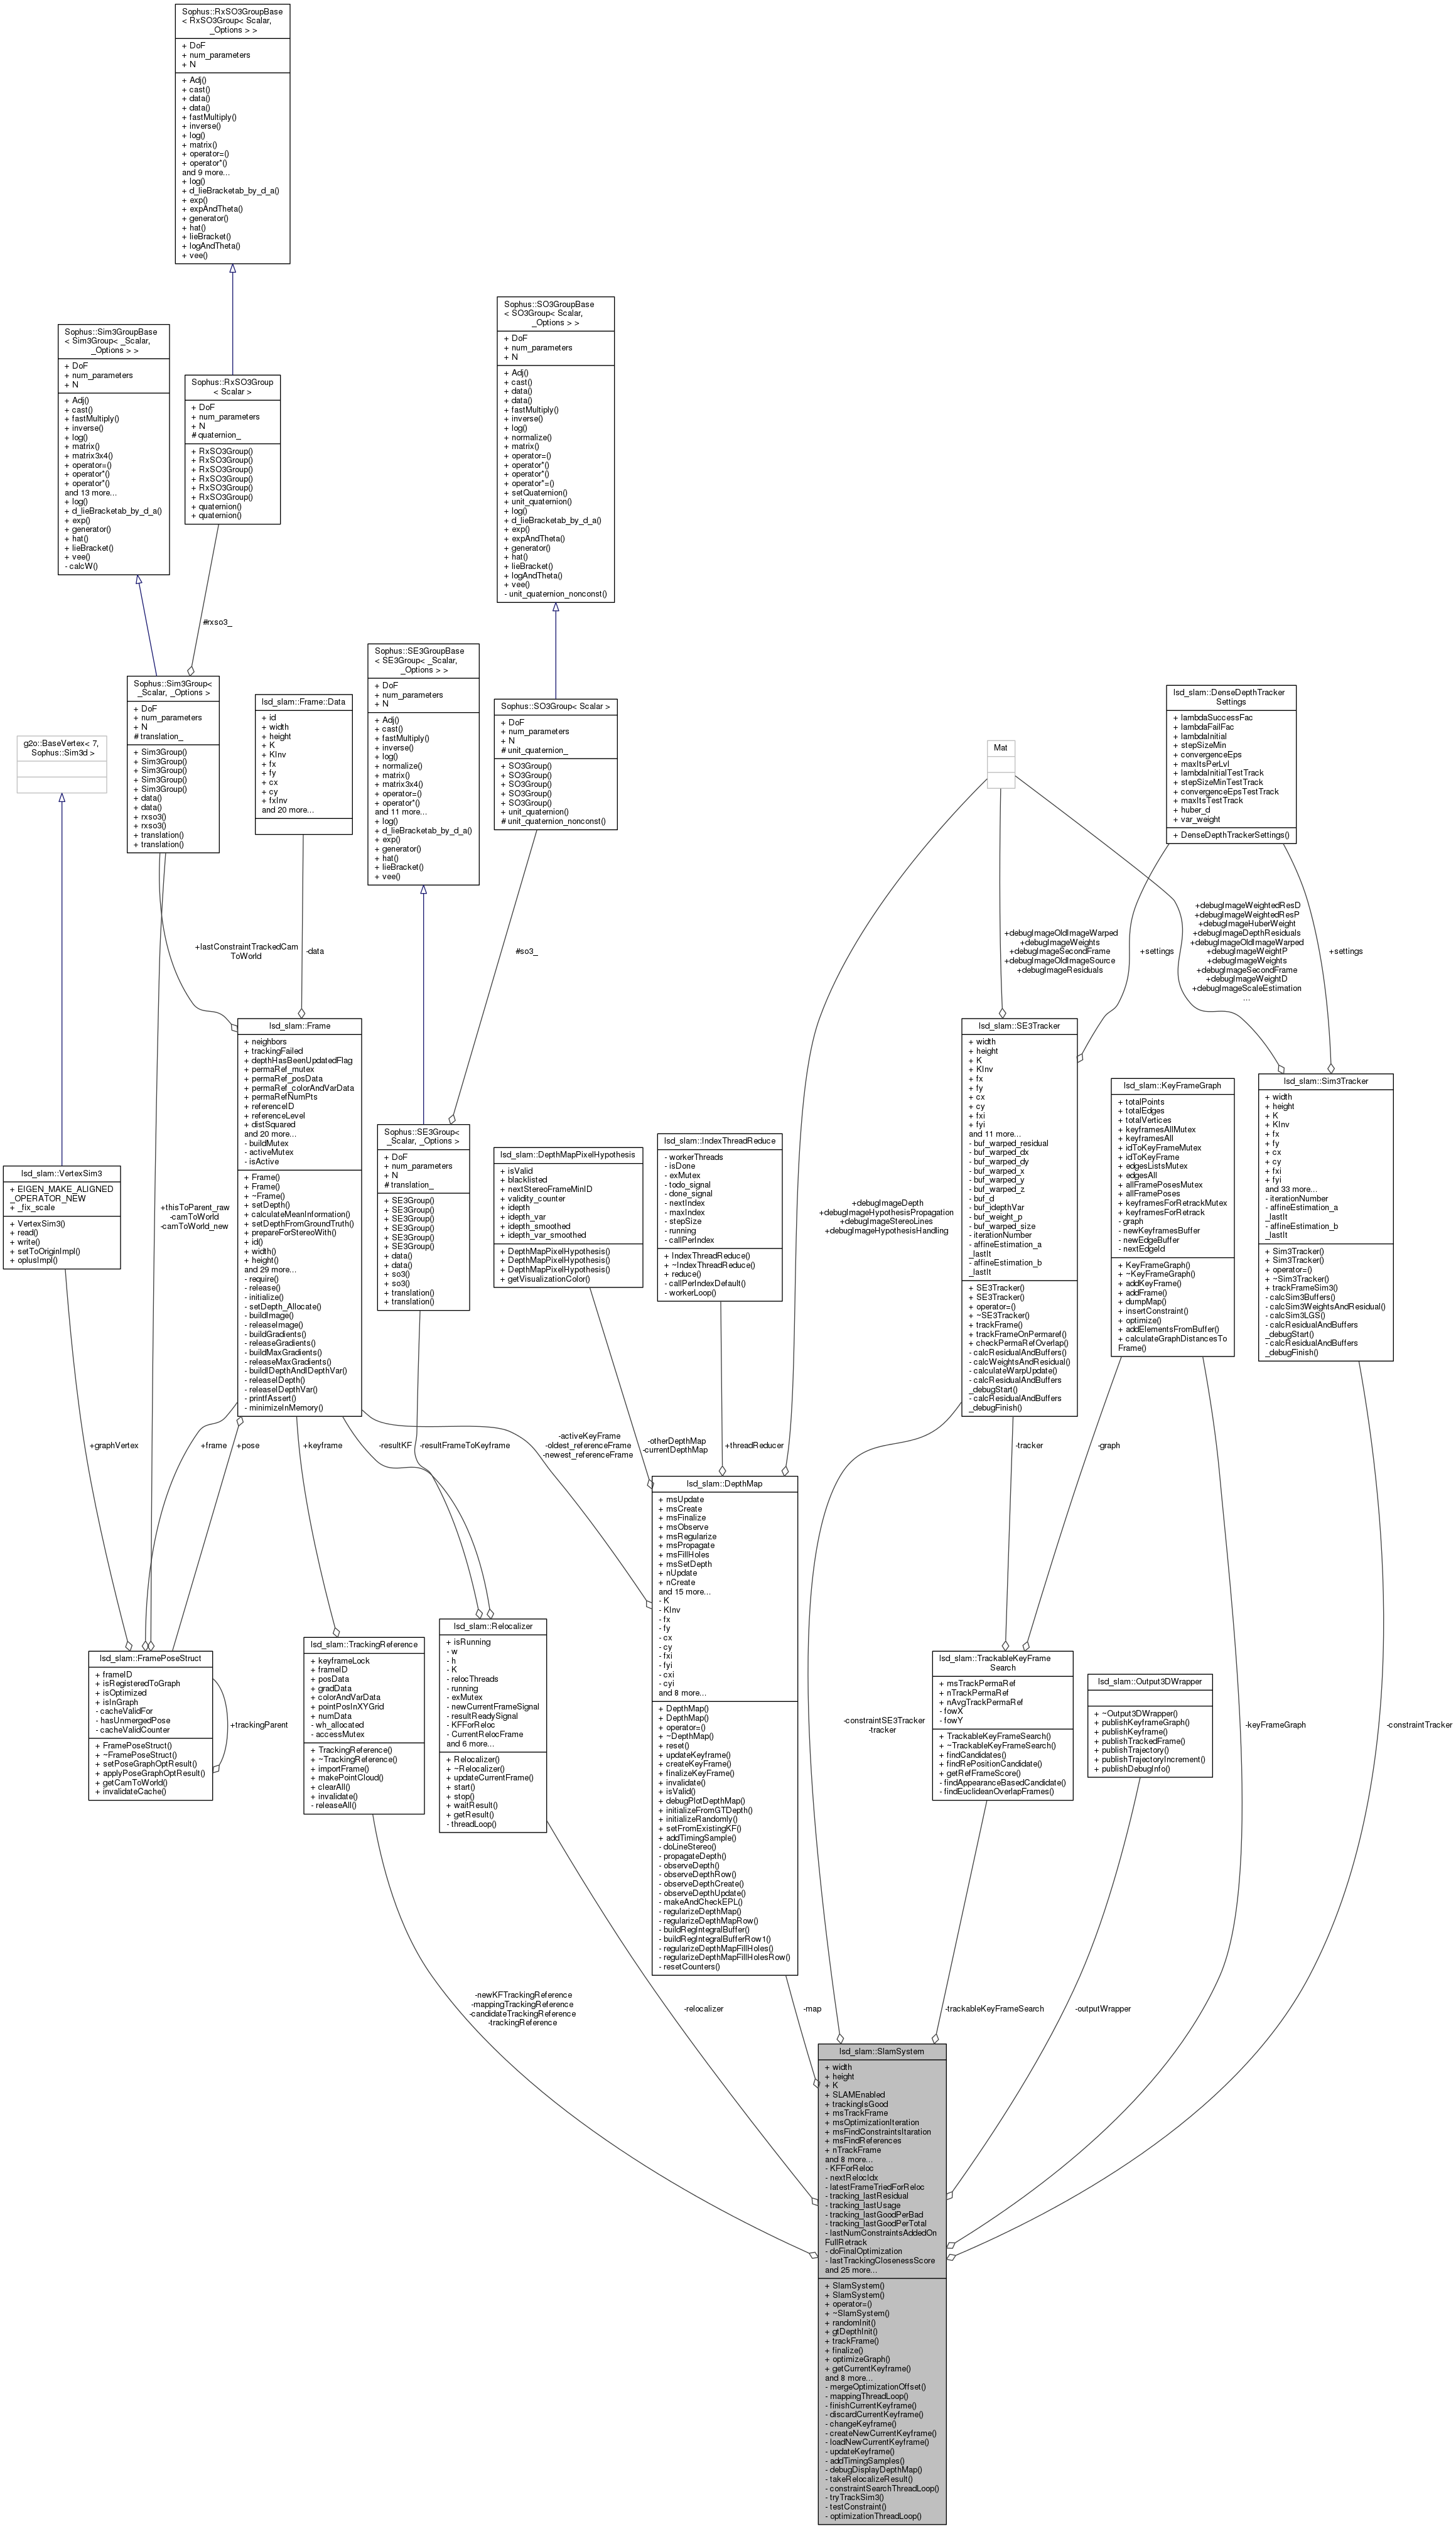 Sophus::RxSO3GroupBase
< RxSO3Group< Scalar,
_Options > >
+ DoF
+ num_parameters
+ N
+ Adj()
+ cast()
+ data()
+ data()
+ fastMultiply()
+ inverse()
+ log()
+ matrix()
+ operator=()
+ operator*()
and 9 more...
+ log()
+ d_lieBracketab_by_d_a()
+ exp()
+ expAndTheta()
+ generator()
+ hat()
+ lieBracket()
+ logAndTheta()
+ vee()
Sophus::SO3GroupBase
< SO3Group< Scalar,
_Options > >
+ DoF
+ num_parameters
+ N
+ Adj()
+ cast()
+ data()
+ data()
+ fastMultiply()
+ inverse()
+ log()
+ normalize()
+ matrix()
+ operator=()
+ operator*()
+ operator*()
+ operator*=()
+ setQuaternion()
+ unit_quaternion()
+ log()
+ d_lieBracketab_by_d_a()
+ exp()
+ expAndTheta()
+ generator()
+ hat()
+ lieBracket()
+ logAndTheta()
+ vee()
- unit_quaternion_nonconst()
Sophus::Sim3GroupBase
< Sim3Group< _Scalar,
_Options > >
+ DoF
+ num_parameters
+ N
+ Adj()
+ cast()
+ fastMultiply()
+ inverse()
+ log()
+ matrix()
+ matrix3x4()
+ operator=()
+ operator*()
+ operator*()
and 13 more...
+ log()
+ d_lieBracketab_by_d_a()
+ exp()
+ generator()
+ hat()
+ lieBracket()
+ vee()
- calcW()
Sophus::RxSO3Group
< Scalar >
+ DoF
+ num_parameters
+ N
# quaternion_
+ RxSO3Group()
+ RxSO3Group()
+ RxSO3Group()
+ RxSO3Group()
+ RxSO3Group()
+ RxSO3Group()
+ quaternion()
+ quaternion()
#rxso3_
Sophus::SE3GroupBase
< SE3Group< _Scalar,
_Options > >
+ DoF
+ num_parameters
+ N
+ Adj()
+ cast()
+ fastMultiply()
+ inverse()
+ log()
+ normalize()
+ matrix()
+ matrix3x4()
+ operator=()
+ operator*()
and 11 more...
+ log()
+ d_lieBracketab_by_d_a()
+ exp()
+ generator()
+ hat()
+ lieBracket()
+ vee()
Sophus::Sim3Group<
_Scalar, _Options >
+ DoF
+ num_parameters
+ N
# translation_
+ Sim3Group()
+ Sim3Group()
+ Sim3Group()
+ Sim3Group()
+ Sim3Group()
+ data()
+ data()
+ rxso3()
+ rxso3()
+ translation()
+ translation()
lsd_slam::Frame::Data
+ id
+ width
+ height
+ K
+ KInv
+ fx
+ fy
+ cx
+ cy
+ fxInv
and 20 more...
Sophus::SO3Group< Scalar >
+ DoF
+ num_parameters
+ N
# unit_quaternion_
+ SO3Group()
+ SO3Group()
+ SO3Group()
+ SO3Group()
+ SO3Group()
+ unit_quaternion()
# unit_quaternion_nonconst()
lsd_slam::DenseDepthTracker
Settings
+ lambdaSuccessFac
+ lambdaFailFac
+ lambdaInitial
+ stepSizeMin
+ convergenceEps
+ maxItsPerLvl
+ lambdaInitialTestTrack
+ stepSizeMinTestTrack
+ convergenceEpsTestTrack
+ maxItsTestTrack
+ huber_d
+ var_weight
+ DenseDepthTrackerSettings()
g2o::BaseVertex< 7,
Sophus::Sim3d >
Mat
+lastConstraintTrackedCam
ToWorld
-data
#so3_
+debugImageOldImageWarped
+debugImageWeights
+debugImageSecondFrame
+debugImageOldImageSource
+debugImageResiduals
+settings
+debugImageWeightedResD
+debugImageWeightedResP
+debugImageHuberWeight
+debugImageDepthResiduals
+debugImageOldImageWarped
+debugImageWeightP
+debugImageWeights
+debugImageSecondFrame
+debugImageWeightD
+debugImageScaleEstimation
...
+settings
lsd_slam::Frame
+ neighbors
+ trackingFailed
+ depthHasBeenUpdatedFlag
+ permaRef_mutex
+ permaRef_posData
+ permaRef_colorAndVarData
+ permaRefNumPts
+ referenceID
+ referenceLevel
+ distSquared
and 20 more...
- buildMutex
- activeMutex
- isActive
+ Frame()
+ Frame()
+ ~Frame()
+ setDepth()
+ calculateMeanInformation()
+ setDepthFromGroundTruth()
+ prepareForStereoWith()
+ id()
+ width()
+ height()
and 29 more...
- require()
- release()
- initialize()
- setDepth_Allocate()
- buildImage()
- releaseImage()
- buildGradients()
- releaseGradients()
- buildMaxGradients()
- releaseMaxGradients()
- buildIDepthAndIDepthVar()
- releaseIDepth()
- releaseIDepthVar()
- printfAssert()
- minimizeInMemory()
lsd_slam::SE3Tracker
+ width
+ height
+ K
+ KInv
+ fx
+ fy
+ cx
+ cy
+ fxi
+ fyi
and 11 more...
- buf_warped_residual
- buf_warped_dx
- buf_warped_dy
- buf_warped_x
- buf_warped_y
- buf_warped_z
- buf_d
- buf_idepthVar
- buf_weight_p
- buf_warped_size
- iterationNumber
- affineEstimation_a
_lastIt
- affineEstimation_b
_lastIt
+ SE3Tracker()
+ SE3Tracker()
+ operator=()
+ ~SE3Tracker()
+ trackFrame()
+ trackFrameOnPermaref()
+ checkPermaRefOverlap()
- calcResidualAndBuffers()
- calcWeightsAndResidual()
- calculateWarpUpdate()
- calcResidualAndBuffers
_debugStart()
- calcResidualAndBuffers
_debugFinish()
lsd_slam::KeyFrameGraph
+ totalPoints
+ totalEdges
+ totalVertices
+ keyframesAllMutex
+ keyframesAll
+ idToKeyFrameMutex
+ idToKeyFrame
+ edgesListsMutex
+ edgesAll
+ allFramePosesMutex
+ allFramePoses
+ keyframesForRetrackMutex
+ keyframesForRetrack
- graph
- newKeyframesBuffer
- newEdgeBuffer
- nextEdgeId
+ KeyFrameGraph()
+ ~KeyFrameGraph()
+ addKeyFrame()
+ addFrame()
+ dumpMap()
+ insertConstraint()
+ optimize()
+ addElementsFromBuffer()
+ calculateGraphDistancesTo
Frame()
lsd_slam::Sim3Tracker
+ width
+ height
+ K
+ KInv
+ fx
+ fy
+ cx
+ cy
+ fxi
+ fyi
and 33 more...
- iterationNumber
- affineEstimation_a
_lastIt
- affineEstimation_b
_lastIt
+ Sim3Tracker()
+ Sim3Tracker()
+ operator=()
+ ~Sim3Tracker()
+ trackFrameSim3()
- calcSim3Buffers()
- calcSim3WeightsAndResidual()
- calcSim3LGS()
- calcResidualAndBuffers
_debugStart()
- calcResidualAndBuffers
_debugFinish()
lsd_slam::VertexSim3
+ EIGEN_MAKE_ALIGNED
_OPERATOR_NEW
+ _fix_scale
+ VertexSim3()
+ read()
+ write()
+ setToOriginImpl()
+ oplusImpl()
+thisToParent_raw
-camToWorld
-camToWorld_new
Sophus::SE3Group<
_Scalar, _Options >
+ DoF
+ num_parameters
+ N
# translation_
+ SE3Group()
+ SE3Group()
+ SE3Group()
+ SE3Group()
+ SE3Group()
+ SE3Group()
+ data()
+ data()
+ so3()
+ so3()
+ translation()
+ translation()
lsd_slam::DepthMapPixelHypothesis
+ isValid
+ blacklisted
+ nextStereoFrameMinID
+ validity_counter
+ idepth
+ idepth_var
+ idepth_smoothed
+ idepth_var_smoothed
+ DepthMapPixelHypothesis()
+ DepthMapPixelHypothesis()
+ DepthMapPixelHypothesis()
+ getVisualizationColor()
lsd_slam::IndexThreadReduce
- workerThreads
- isDone
- exMutex
- todo_signal
- done_signal
- nextIndex
- maxIndex
- stepSize
- running
- callPerIndex
+ IndexThreadReduce()
+ ~IndexThreadReduce()
+ reduce()
- callPerIndexDefault()
- workerLoop()
+debugImageDepth
+debugImageHypothesisPropagation
+debugImageStereoLines
+debugImageHypothesisHandling
+graphVertex
+frame
+pose
+keyframe
-resultKF
-resultFrameToKeyframe
-activeKeyFrame
-oldest_referenceFrame
-newest_referenceFrame
-otherDepthMap
-currentDepthMap
+threadReducer
-tracker
-graph
lsd_slam::DepthMap
+ msUpdate
+ msCreate
+ msFinalize
+ msObserve
+ msRegularize
+ msPropagate
+ msFillHoles
+ msSetDepth
+ nUpdate
+ nCreate
and 15 more...
- K
- KInv
- fx
- fy
- cx
- cy
- fxi
- fyi
- cxi
- cyi
and 8 more...
+ DepthMap()
+ DepthMap()
+ operator=()
+ ~DepthMap()
+ reset()
+ updateKeyframe()
+ createKeyFrame()
+ finalizeKeyFrame()
+ invalidate()
+ isValid()
+ debugPlotDepthMap()
+ initializeFromGTDepth()
+ initializeRandomly()
+ setFromExistingKF()
+ addTimingSample()
- doLineStereo()
- propagateDepth()
- observeDepth()
- observeDepthRow()
- observeDepthCreate()
- observeDepthUpdate()
- makeAndCheckEPL()
- regularizeDepthMap()
- regularizeDepthMapRow()
- buildRegIntegralBuffer()
- buildRegIntegralBufferRow1()
- regularizeDepthMapFillHoles()
- regularizeDepthMapFillHolesRow()
- resetCounters()
lsd_slam::FramePoseStruct
+ frameID
+ isRegisteredToGraph
+ isOptimized
+ isInGraph
- cacheValidFor
- hasUnmergedPose
- cacheValidCounter
+ FramePoseStruct()
+ ~FramePoseStruct()
+ setPoseGraphOptResult()
+ applyPoseGraphOptResult()
+ getCamToWorld()
+ invalidateCache()
+trackingParent
lsd_slam::TrackingReference
+ keyframeLock
+ frameID
+ posData
+ gradData
+ colorAndVarData
+ pointPosInXYGrid
+ numData
- wh_allocated
- accessMutex
+ TrackingReference()
+ ~TrackingReference()
+ importFrame()
+ makePointCloud()
+ clearAll()
+ invalidate()
- releaseAll()
lsd_slam::Relocalizer
+ isRunning
- w
- h
- K
- relocThreads
- running
- exMutex
- newCurrentFrameSignal
- resultReadySignal
- KFForReloc
- CurrentRelocFrame
and 6 more...
+ Relocalizer()
+ ~Relocalizer()
+ updateCurrentFrame()
+ start()
+ stop()
+ waitResult()
+ getResult()
- threadLoop()
-constraintSE3Tracker
-tracker
lsd_slam::TrackableKeyFrame
Search
+ msTrackPermaRef
+ nTrackPermaRef
+ nAvgTrackPermaRef
- fowX
- fowY
+ TrackableKeyFrameSearch()
+ ~TrackableKeyFrameSearch()
+ findCandidates()
+ findRePositionCandidate()
+ getRefFrameScore()
- findAppearanceBasedCandidate()
- findEuclideanOverlapFrames()
lsd_slam::Output3DWrapper
+ ~Output3DWrapper()
+ publishKeyframeGraph()
+ publishKeyframe()
+ publishTrackedFrame()
+ publishTrajectory()
+ publishTrajectoryIncrement()
+ publishDebugInfo()
-keyFrameGraph
-constraintTracker
-newKFTrackingReference
-mappingTrackingReference
-candidateTrackingReference
-trackingReference
-relocalizer
-map
-trackableKeyFrameSearch
-outputWrapper
lsd_slam::SlamSystem
+ width
+ height
+ K
+ SLAMEnabled
+ trackingIsGood
+ msTrackFrame
+ msOptimizationIteration
+ msFindConstraintsItaration
+ msFindReferences
+ nTrackFrame
and 8 more...
- KFForReloc
- nextRelocIdx
- latestFrameTriedForReloc
- tracking_lastResidual
- tracking_lastUsage
- tracking_lastGoodPerBad
- tracking_lastGoodPerTotal
- lastNumConstraintsAddedOn
FullRetrack
- doFinalOptimization
- lastTrackingClosenessScore
and 25 more...
+ SlamSystem()
+ SlamSystem()
+ operator=()
+ ~SlamSystem()
+ randomInit()
+ gtDepthInit()
+ trackFrame()
+ finalize()
+ optimizeGraph()
+ getCurrentKeyframe()
and 8 more...
- mergeOptimizationOffset()
- mappingThreadLoop()
- finishCurrentKeyframe()
- discardCurrentKeyframe()
- changeKeyframe()
- createNewCurrentKeyframe()
- loadNewCurrentKeyframe()
- updateKeyframe()
- addTimingSamples()
- debugDisplayDepthMap()
- takeRelocalizeResult()
- constraintSearchThreadLoop()
- tryTrackSim3()
- testConstraint()
- optimizationThreadLoop()